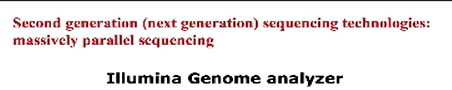 Second generation (next generation) sequencing technologies:
massively parallel sequencing
Illumina Genome analyzer